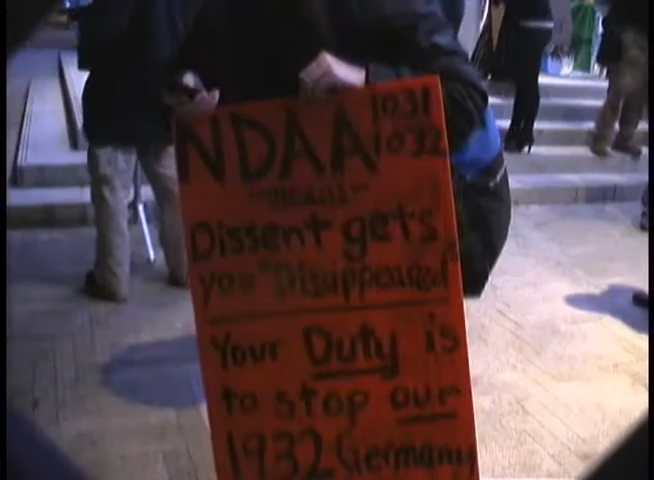 NDAA 1031
1032
"MEANS"
Dissent gets
you "Disappeared"
Your Duty is
to stop our
1932 Germany